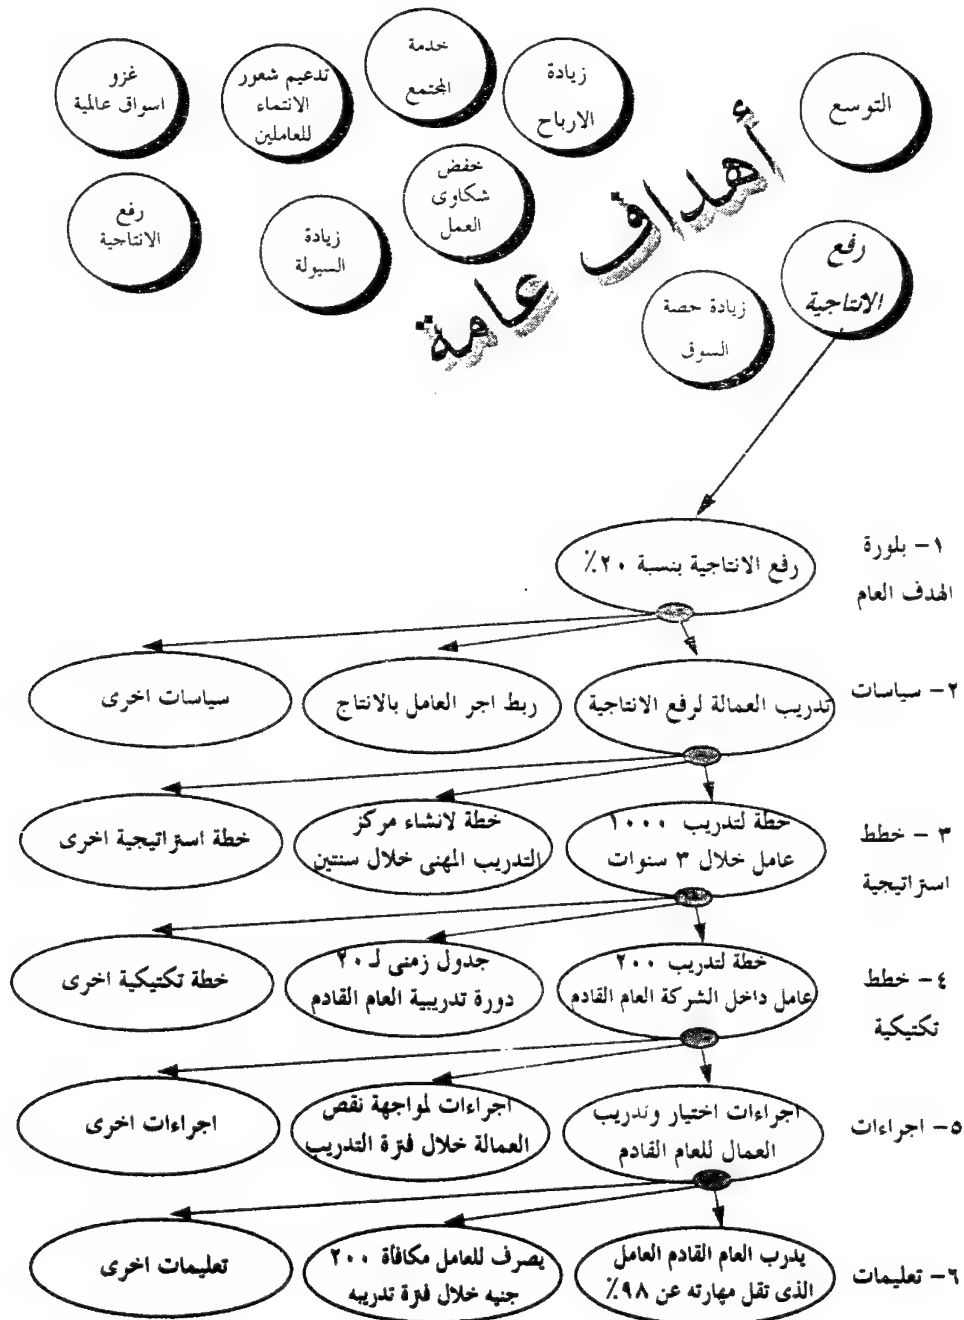 التوسع
زيادة
الارباح
خدمة
المجتمع
تدعيم شعور
الانتماء
للعاملين
غزو
اسواق عالمية
أهداف عامة
رفع
الانتاجية
زيادة حصة
السوق
خفض
شكاوى
العمل
زيادة
السيولة
رفع
الانتاجية
١- بلورة
الهدف العام
رفع الانتاجية بنسبة ٢٠٪
٢- سياسات
تدريب العمالة لرفع الانتاجية
ربط اجر العامل بالانتاج
سياسات اخرى
٣- خطط
استراتيجية
خطة لتدريب ١٠٠٠
عامل خلال ٣ سنوات
خطة لانشاء مركز
التدريب المهنى خلال سنتين
خطة استراتيجية اخرى
٤- خطط
تكتيكية
خطة لتدريب ٢٠٠
عامل داخل الشركة العام القادم
جدول زمنى لـ ٢٠
دورة تدريبية العام القادم
خطة تكتيكية اخرى
٥- اجراءات
اجراءات اختيار وتدريب
العمال للعام القادم
اجراءات لمواجهة نقص
العمالة خلال فترة التدريب
اجراءات اخرى
٦- تعليمات
يدرب العام القادم العامل
الذى تقل مهارته عن ٩٨٪
يصرف للعامل مكافأة ٢٠٠
جنيه خلال فترة تدريبه
تعليمات اخرى